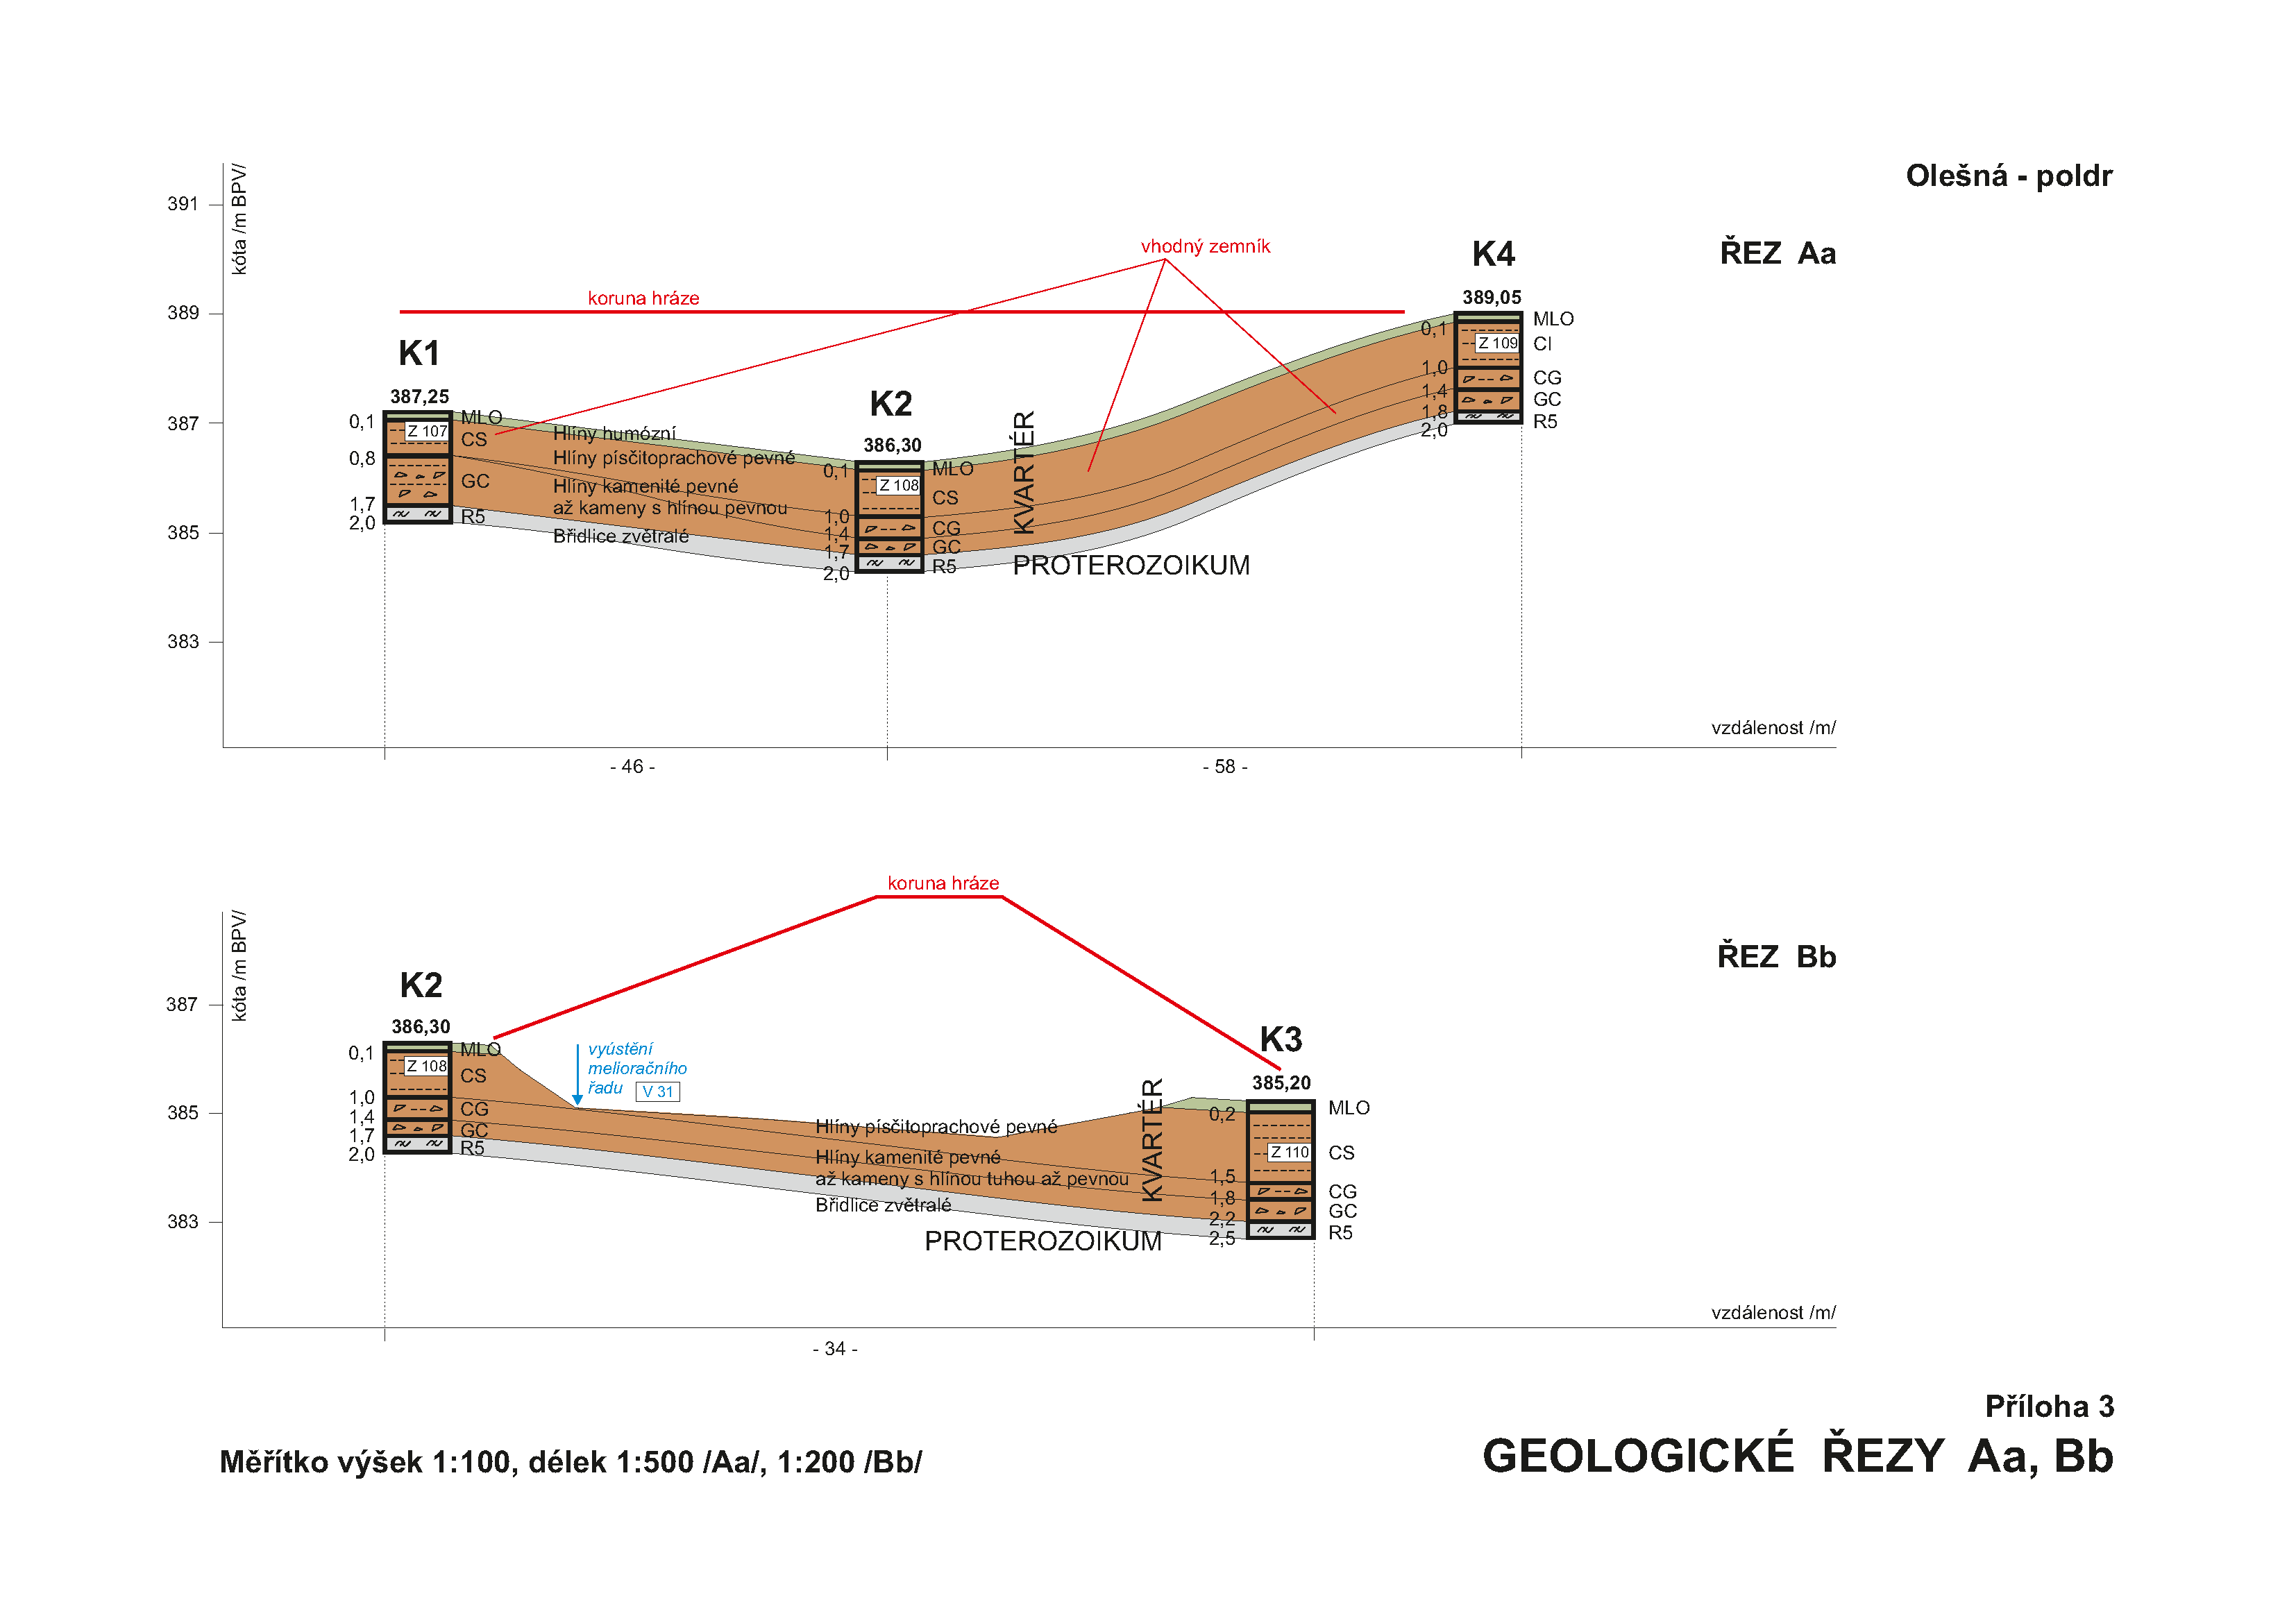 Olešná - poldr
ŘEZ Aa
kóta /m BPV/
391
389
387
385
383
vhodný zemník
koruna hráze
K1
387,25
0,1
0,8
1,7
2,0
Z 107
MLO
CS
GC
R5
Hlíny humózní
Hlíny písčitoprachové pevné
Hlíny kamenité pevné
až kameny s hlínou pevnou
Břidlice zvětralé
K2
386,30
0,1
1,0
1,4
1,7
2,0
Z 108
MLO
CS
CG
GC
R5
KVARTÉR
PROTEROZOIKUM
K4
389,05
0,1
1,0
1,4
1,8
2,0
Z 109
MLO
CI
CG
GC
R5
vzdálenost /m/
- 46 -
- 58 -
ŘEZ Bb
kóta /m BPV/
387
385
383
koruna hráze
K2
386,30
0,1
1,0
1,4
1,7
2,0
Z 108
MLO
CS
CG
GC
R5
vyústění
melioračního
řadu V 31
Hlíny písčitoprachové pevné
Hlíny kamenité pevné
až kameny s hlínou tuhou až pevnou
Břidlice zvětralé
KVARTÉR
PROTEROZOIKUM
K3
385,20
0,2
1,5
1,8
2,2
2,5
Z 110
MLO
CS
CG
GC
R5
vzdálenost /m/
- 34 -
Příloha 3
Měřítko výšek 1:100, délek 1:500 /Aa/, 1:200 /Bb/
GEOLOGICKÉ ŘEZY Aa, Bb